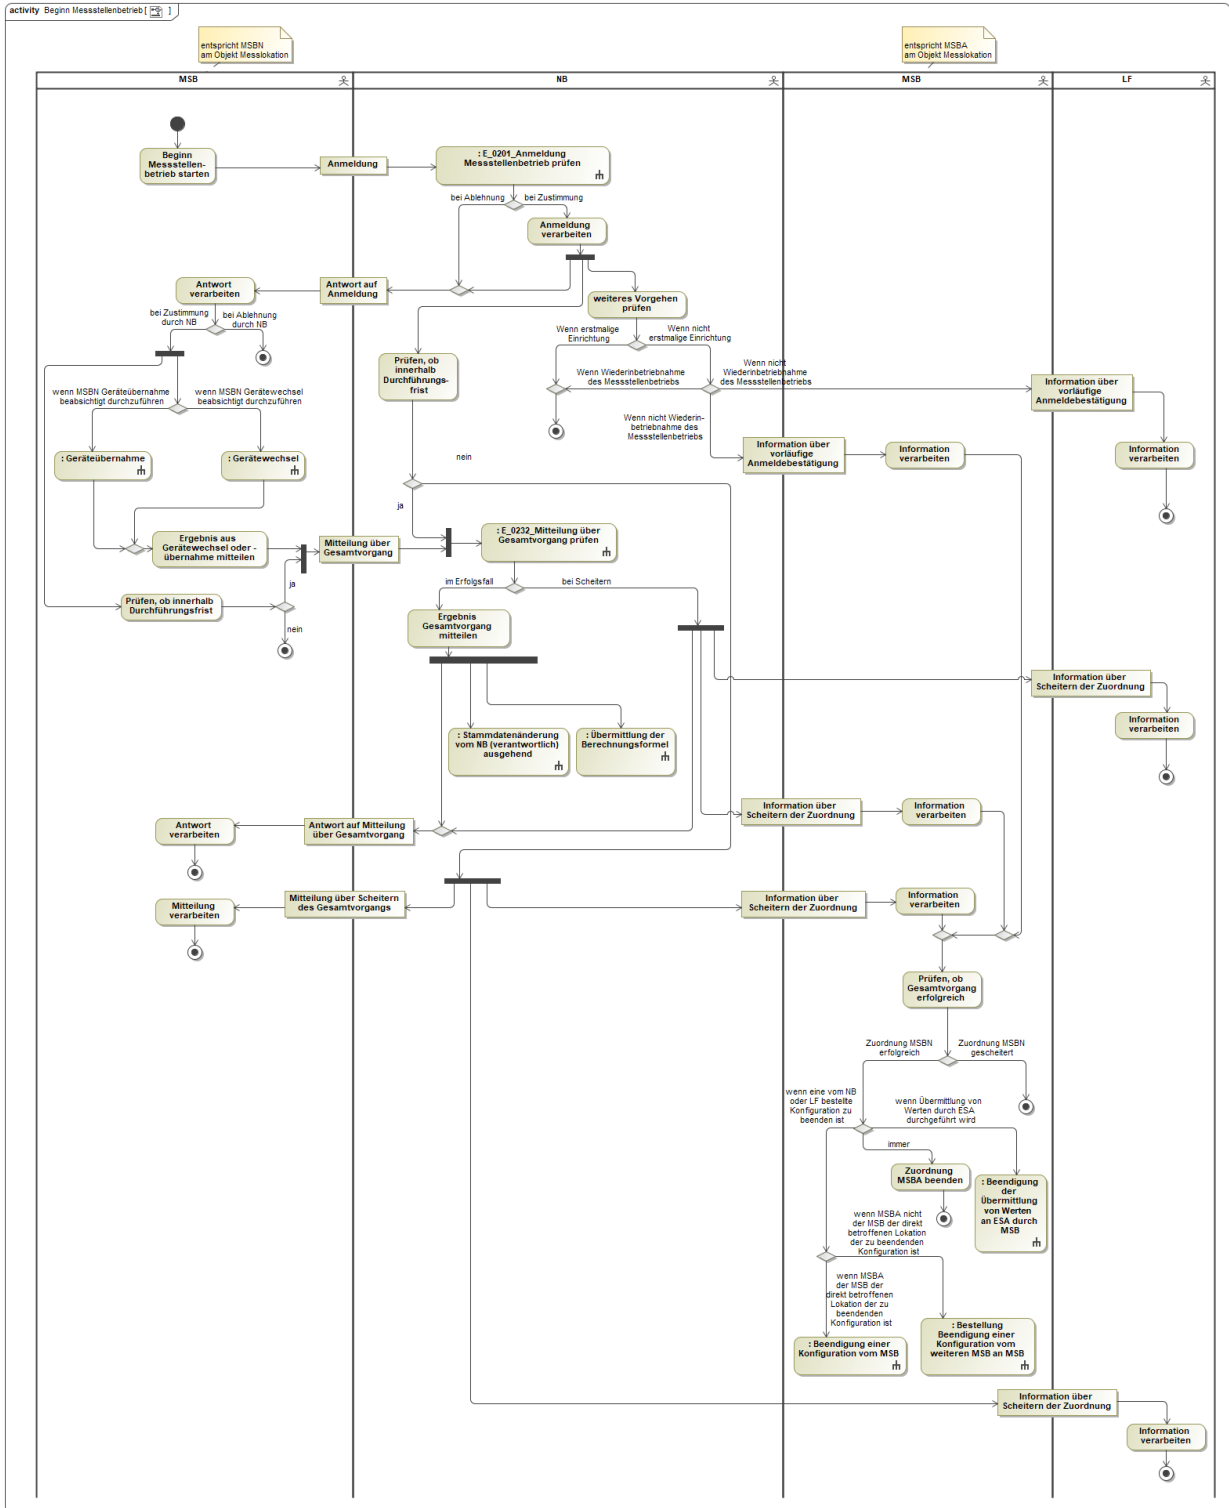 activity Beginn Messstellenbetrieb [ ]
entspricht MSBN
am Objekt Messlokation
entspricht MSBA
am Objekt Messlokation
MSB
NB
MSB
LF
Beginn
Messstellen-
betrieb starten
Anmeldung
: E_0201_Anmeldung
Messstellenbetrieb prüfen
bei Ablehnung
bei Zustimmung
Anmeldung
verarbeiten
Antwort
verarbeiten
Antwort auf
Anmeldung
weiteres Vorgehen
prüfen
bei Zustimmung
durch NB
bei Ablehnung
durch NB
Wenn erstmalige
Einrichtung
Wenn nicht
erstmalige Einrichtung
Prüfen, ob
innerhalb
Durchführungs-
frist
Wenn Wiederinbetriebnahme
des Messstellenbetriebs
Wenn nicht
Wiederinbetriebnahme
des Messstellenbetriebs
Information über
vorläufige
Anmeldebestätigung
wenn MSBN Geräteübernahme
beabsichtigt durchzuführen
wenn MSBN Gerätewechsel
beabsichtigt durchzuführen
Wenn nicht Wiederin-
betriebnahme des
Messstellenbetriebs
: Geräteübernahme
: Gerätewechsel
nein
Information über
vorläufige
Anmeldebestätigung
Information
verarbeiten
Information
verarbeiten
ja
Ergebnis aus
Gerätewechsel oder -
übernahme mitteilen
Mitteilung über
Gesamtvorgang
: E_0232_Mitteilung über
Gesamtvorgang prüfen
ja
im Erfolgsfall
bei Scheitern
Prüfen, ob innerhalb
Durchführungsfrist
nein
Ergebnis
Gesamtvorgang
mitteilen
Information über
Scheitern der Zuordnung
Information
verarbeiten
: Stammdatenänderung
vom NB (verantwortlich)
ausgehend
: Übermittlung der
Berechnungsformel
Antwort
verarbeiten
Antwort auf Mitteilung
über Gesamtvorgang
Information über
Scheitern der Zuordnung
Information
verarbeiten
Mitteilung
verarbeiten
Mitteilung über Scheitern
des Gesamtvorgangs
Information über
Scheitern der Zuordnung
Information
verarbeiten
Prüfen, ob
Gesamtvorgang
erfolgreich
Zuordnung MSBN
erfolgreich
Zuordnung MSBN
gescheitert
wenn eine vom NB
oder LF bestellte
Konfiguration zu
beenden ist
wenn Übermittlung von
Werten durch ESA
durchgeführt wird
immer
Zuordnung
MSBA beenden
: Beendigung
der
Übermittlung
von Werten
an ESA durch
MSB
wenn MSBA nicht
der MSB der direkt
betroffenen Lokation
der zu beendenden
Konfiguration ist
wenn MSBA
der MSB der
direkt betroffenen
Lokation der zu
beendenden
Konfiguration ist
: Beendigung einer
Konfiguration vom MSB
: Bestellung
Beendigung einer
Konfiguration vom
weiteren MSB an MSB
Information über
Scheitern der Zuordnung
Information
verarbeiten